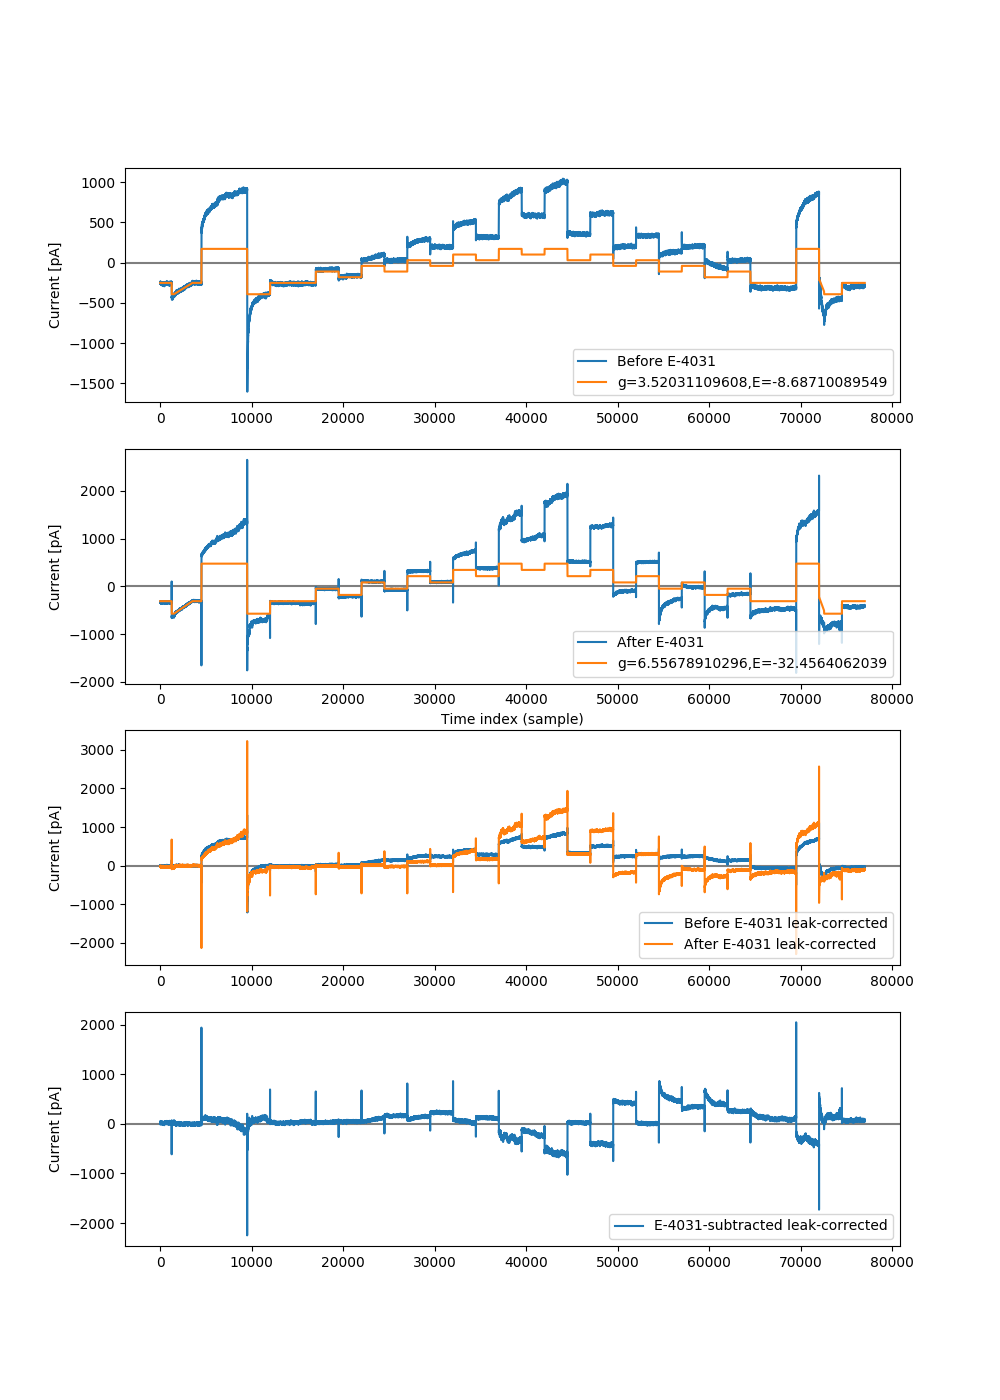 1000
500
0
−500
−1000
−1500
Current [pA]
Before E-4031
g=3.52031109608,E=-8.68710089549
0 10000 20000 30000 40000 50000 60000 70000 80000
2000
1000
0
−1000
−2000
Current [pA]
After E-4031
g=6.55678910296,E=-32.4564062039
0 10000 20000 30000 40000 50000 60000 70000 80000
Time index (sample)
3000
2000
1000
0
−1000
−2000
Current [pA]
Before E-4031 leak-corrected
After E-4031 leak-corrected
0 10000 20000 30000 40000 50000 60000 70000 80000
2000
1000
0
−1000
−2000
Current [pA]
E-4031-subtracted leak-corrected
0 10000 20000 30000 40000 50000 60000 70000 80000